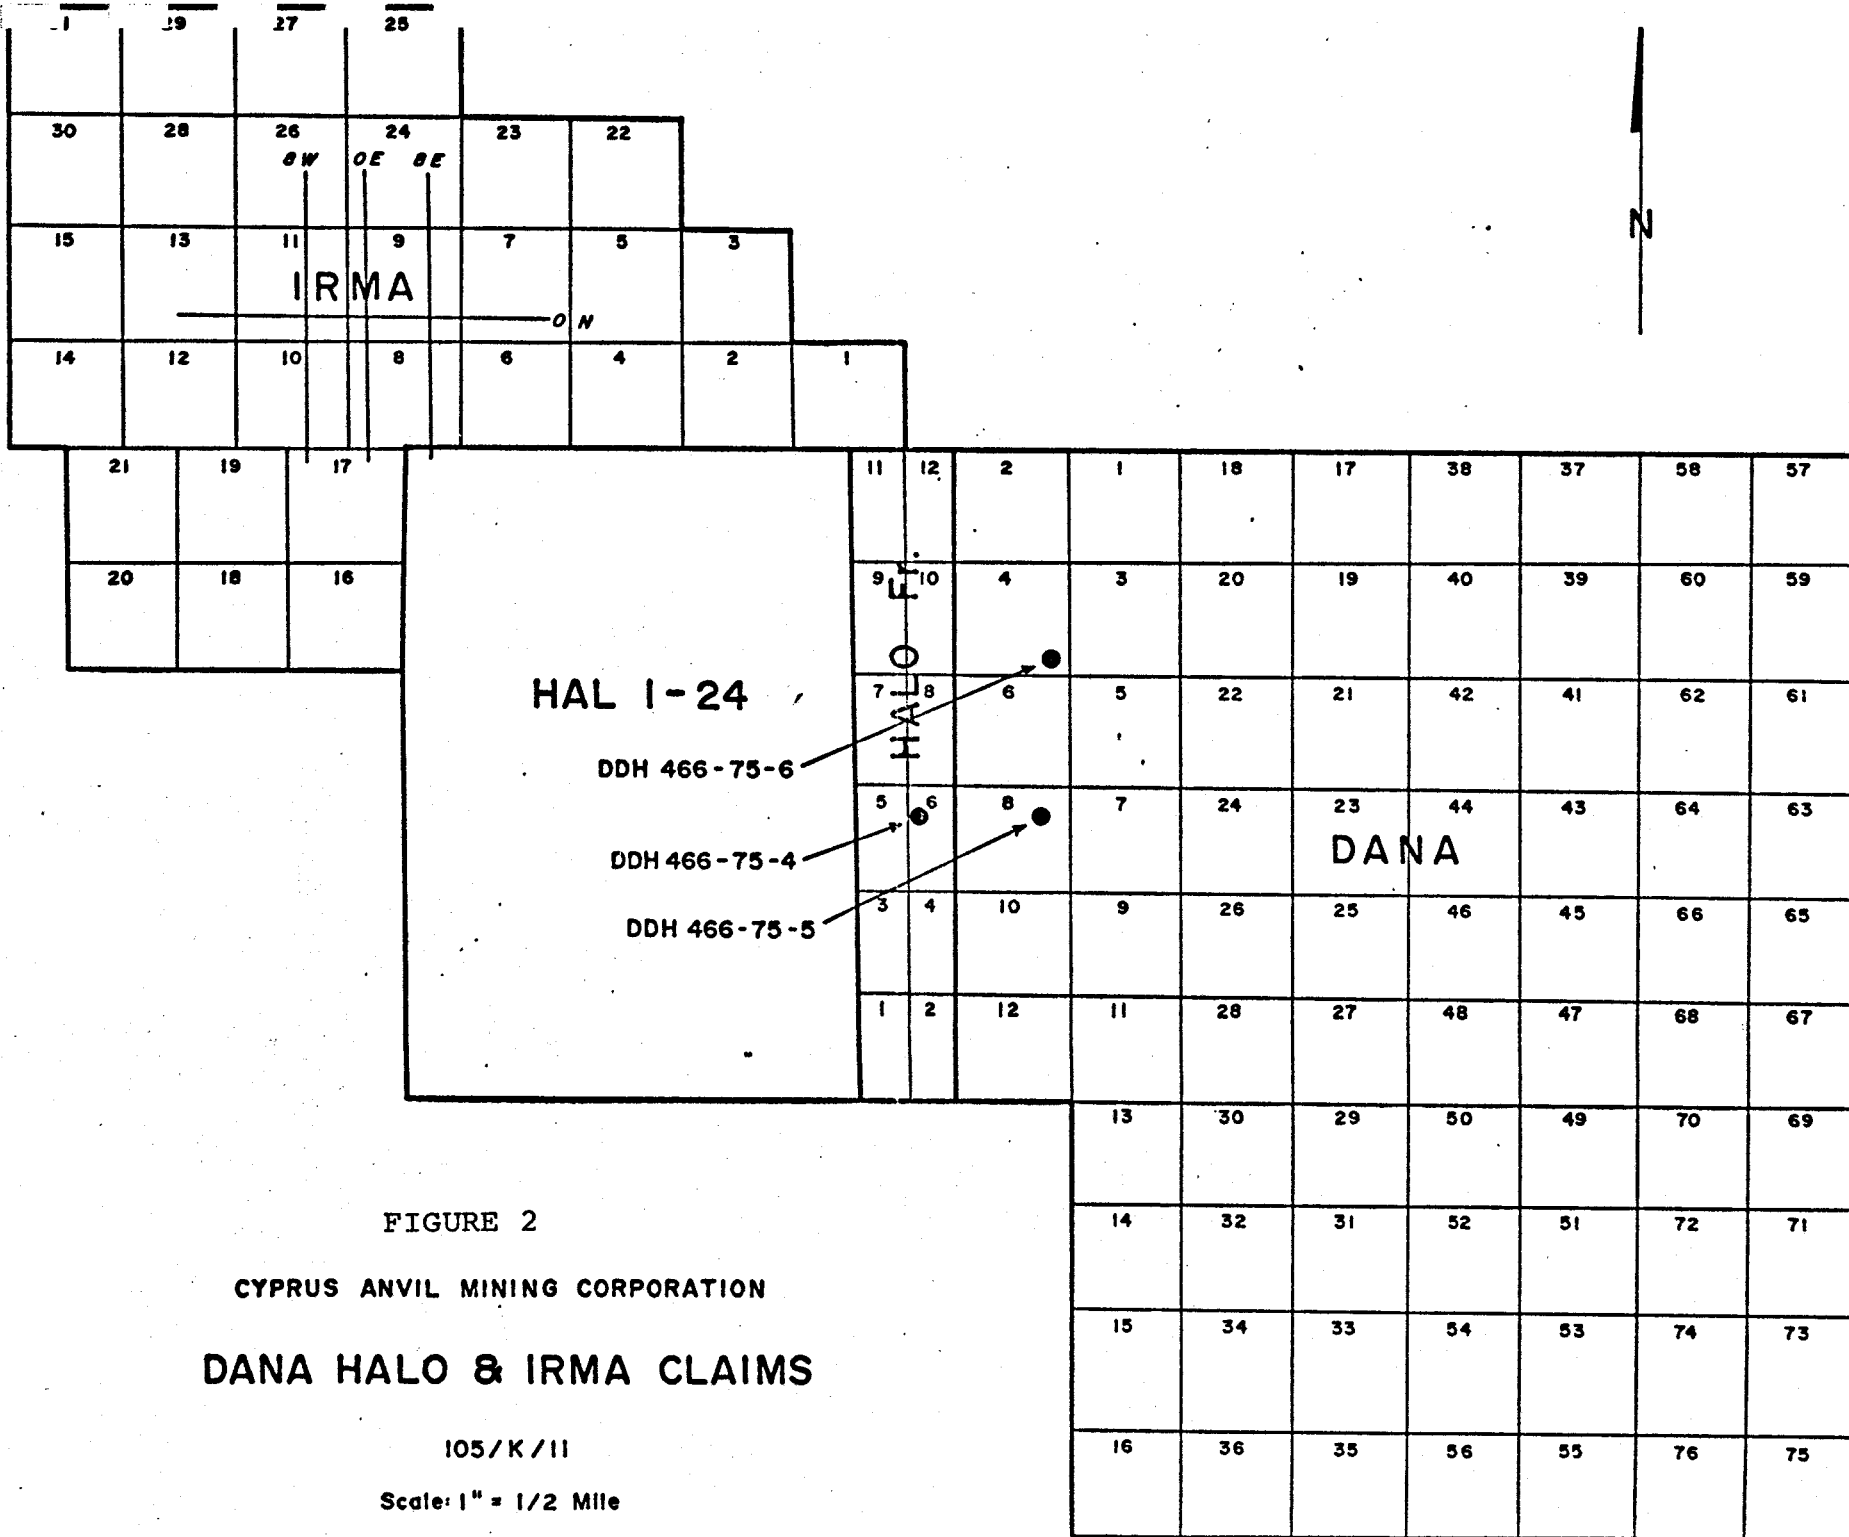 29 27 25
30 28 26 24 23 22
8W OE 8E
15 13 11 9 7 5 3
IRMA
O N
14 12 10 8 6 4 2 1
21 19 17
11 12 2 1 18 17 38 37 58 57
20 18 16
9 10 4 3 20 19 40 39 60 59
N
HALO F.
HAL 1-24
7 8 6 5 22 21 42 41 62 61
DDH 466-75-6
5 6 8 7 24 23 44 43 64 63
DANA
DDH 466-75-4
DDH 466-75-5
3 4 10 9 26 25 46 45 66 65
1 2 12 11 28 27 48 47 68 67
13 30 29 50 49 70 69
14 32 31 52 51 72 71
15 34 33 54 53 74 73
16 36 35 56 55 76 75
FIGURE 2
CYPRUS ANVIL MINING CORPORATION
DANA HALO & IRMA CLAIMS
105/K/11
Scale: 1" = 1/2 Mile